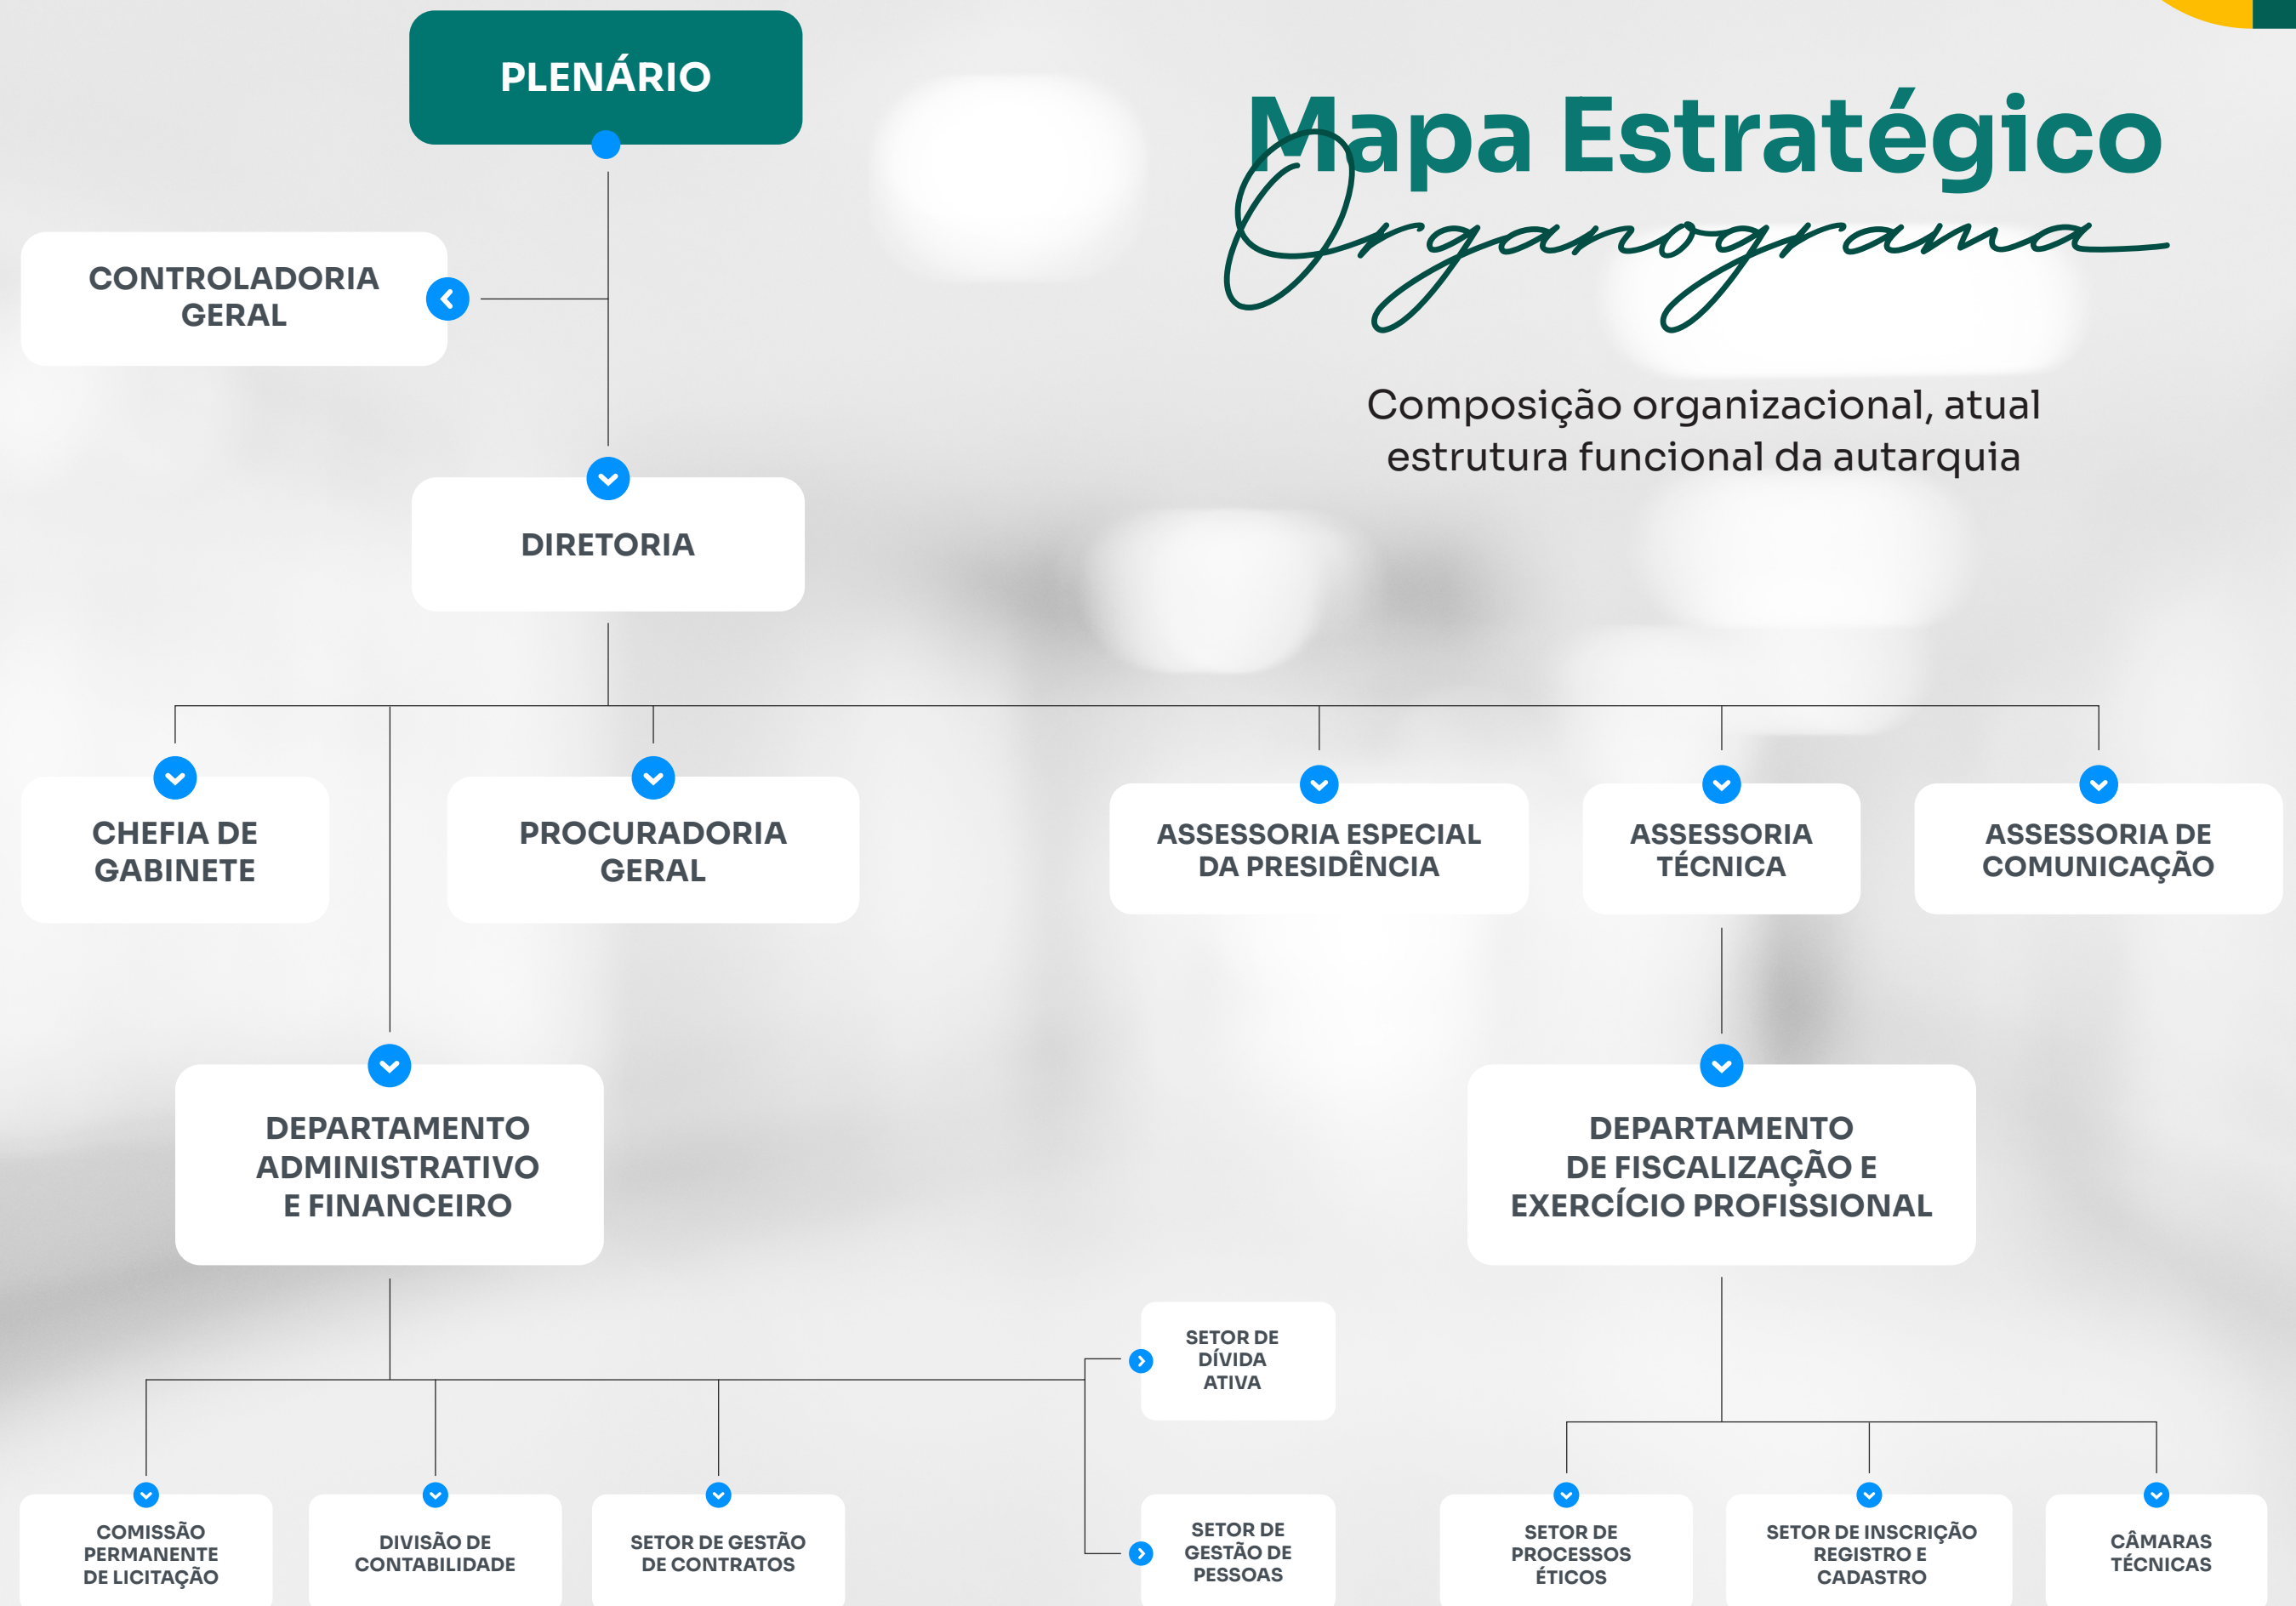 PLENÁRIO
Mapa Estratégico
Organograma
Composição organizacional, atual
estrutura funcional da autarquia
CONTROLADORIA
GERAL
DIRETORIA
CHEFIA DE
GABINETE
PROCURADORIA
GERAL
ASSESSORIA ESPECIAL
DA PRESIDÊNCIA
ASSESSORIA
TÉCNICA
ASSESSORIA DE
COMUNICAÇÃO
DEPARTAMENTO
ADMINISTRATIVO
E FINANCEIRO
DEPARTAMENTO
DE FISCALIZAÇÃO E
EXERCÍCIO PROFISSIONAL
SETOR DE
DÍVIDA
ATIVA
COMISSÃO
PERMANENTE
DE LICITAÇÃO
DIVISÃO DE
CONTABILIDADE
SETOR DE GESTÃO
DE CONTRATOS
SETOR DE
GESTÃO DE
PESSOAS
SETOR DE
PROCESSOS
ÉTICOS
SETOR DE INSCRIÇÃO
REGISTRO E
CADASTRO
CÂMARAS
TÉCNICAS